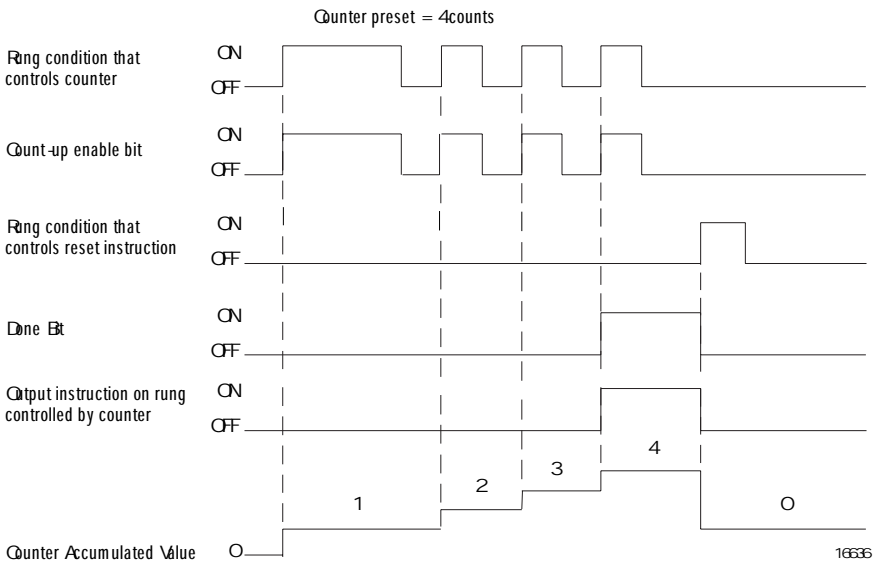 Counter preset = 4 counts
Rung condition that
controls counter
ON
OFF
Count-up enable bit
ON
OFF
Rung condition that
controls reset instruction
ON
OFF
Done Bit
ON
OFF
Output instruction on rung
controlled by counter
ON
OFF
1
2
3
4
0
Counter Accumulated Value
0
16636